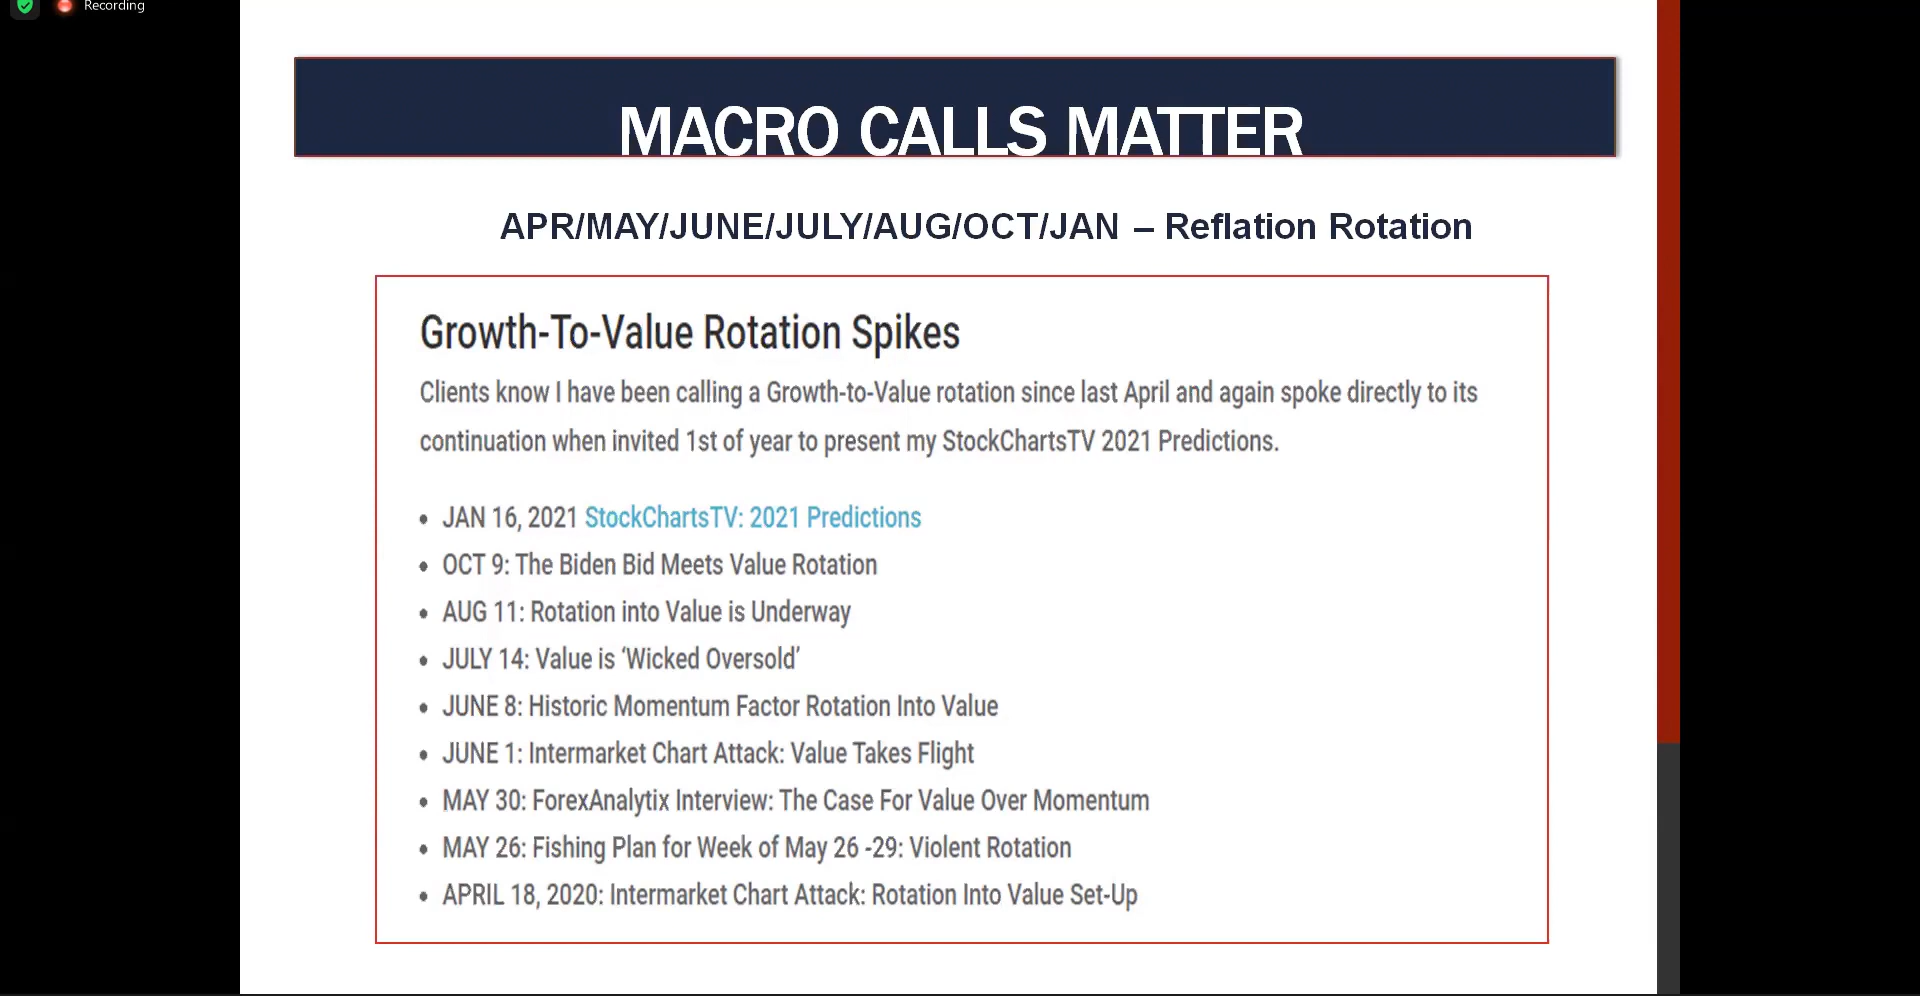 Recording
MACRO CALLS MATTER
APR/MAY/JUNE/JULY/AUG/OCT/JAN – Reflation Rotation
Growth-To-Value Rotation Spikes
Clients know I have been calling a Growth-to-Value rotation since last April and again spoke directly to its
continuation when invited 1st of year to present my StockChartsTV 2021 Predictions.
• JAN 16, 2021 StockChartsTV: 2021 Predictions
• OCT 9: The Biden Bid Meets Value Rotation
• AUG 11: Rotation into Value is Underway
• JULY 14: Value is ‘Wicked Oversold’
• JUNE 8: Historic Momentum Factor Rotation Into Value
• JUNE 1: Intermarket Chart Attack: Value Takes Flight
• MAY 30: ForexAnalytix Interview: The Case For Value Over Momentum
• MAY 26: Fishing Plan for Week of May 26 -29: Violent Rotation
• APRIL 18, 2020: Intermarket Chart Attack: Rotation Into Value Set-Up